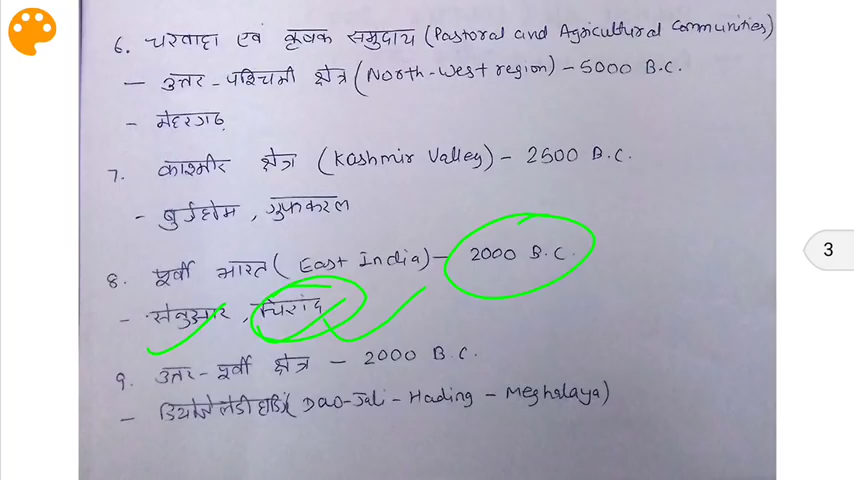 6. चरवाहा एवं कृषक समुदाय (Pastoral and Agricultural Communities)
- उत्तर-पश्चिमी क्षेत्र (North-West region) - 5000 B.C.
- मेहरगढ़
7. काश्मीर क्षेत्र (Kashmir Valley) - 2500 B.C.
- बुर्जहोम, गुफकराल
8. पूर्वी भारत (East India) - 2000 B.C.
- सेनुआर, चिरांद
9. उत्तर-पूर्वी क्षेत्र - 2000 B.C.
- (Dao-Jali-Hading-Meghalaya)
3